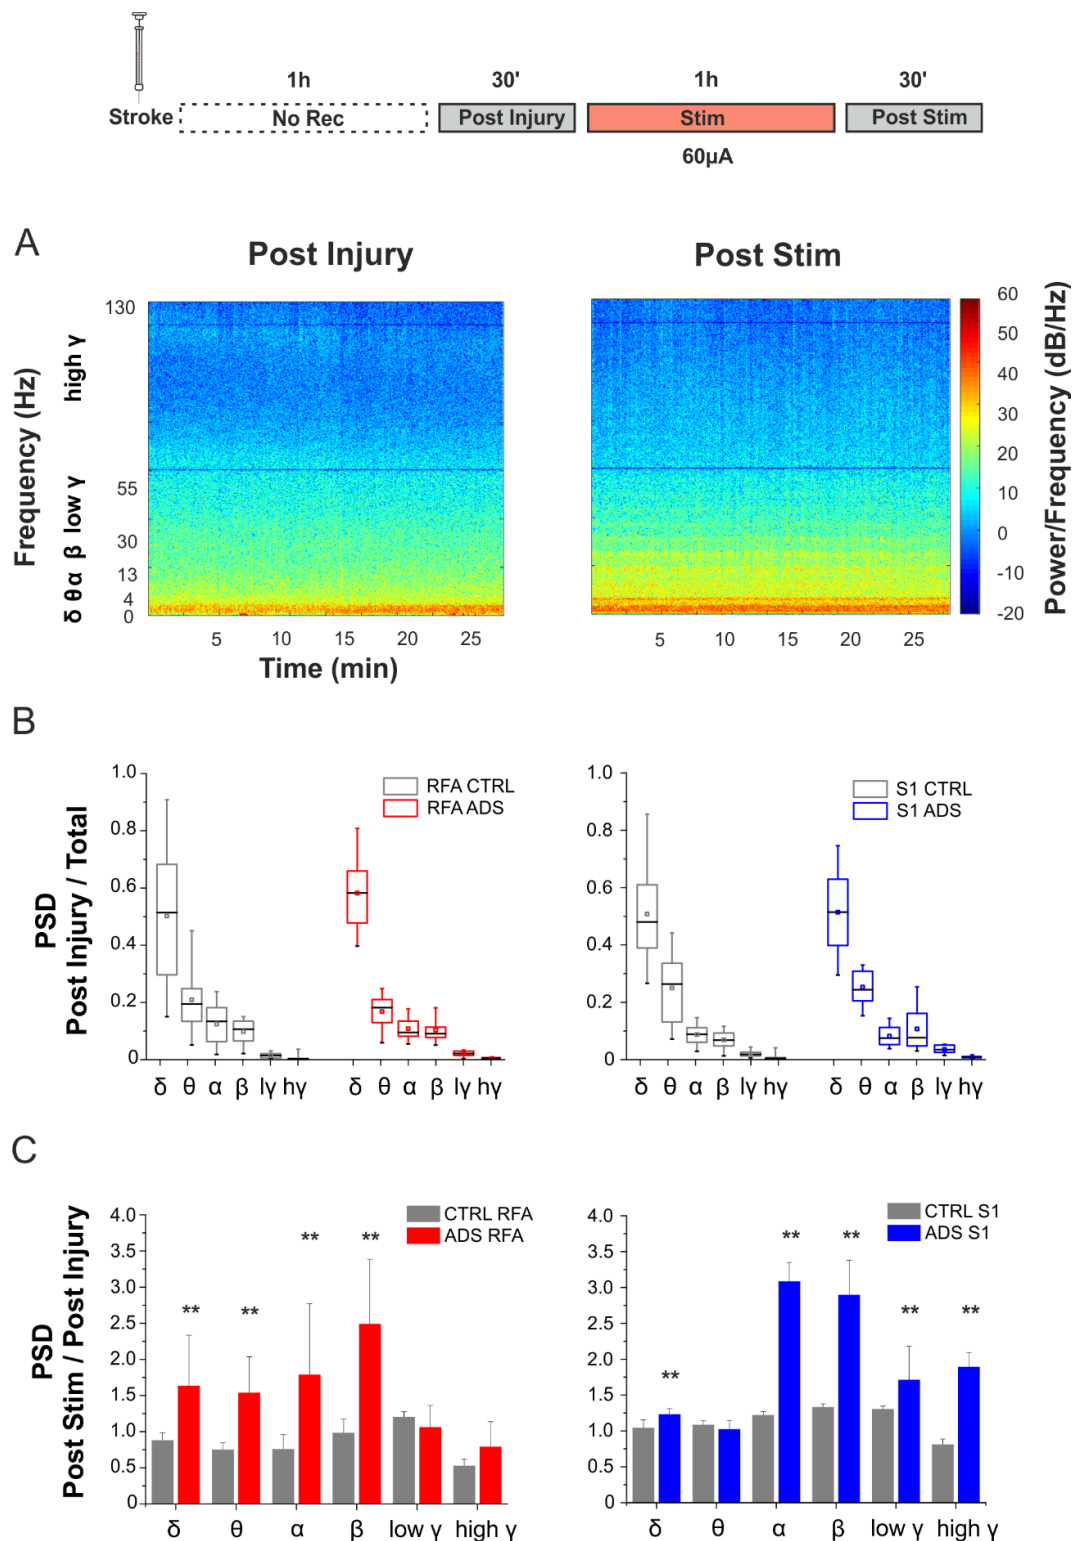 1h 30' 1h 30'
Stroke No Rec Post Injury Stim Post Stim
60µA
A
Post Injury Post Stim
Frequency (Hz)
high γ
low γ
β
θα
δ
130
55
30
13
4
0
5 10 15 20 25
Time (min)
5 10 15 20 25
60
50
40
30
20
10
0
-10
-20
Power/Frequency (dB/Hz)
B
PSD
Post Injury / Total
1.0
0.8
0.6
0.4
0.2
0
RFA CTRL
RFA ADS
δ θ α β lγ hγ δ θ α β lγ hγ
1.0
0.8
0.6
0.4
0.2
0
S1 CTRL
S1 ADS
δ θ α β lγ hγ δ θ α β lγ hγ
C
PSD
Post Stim / Post Injury
4.0
3.5
3.0
2.5
2.0
1.5
1.0
0.5
0
CTRL RFA
ADS RFA
** ** ** **
δ θ α β low γ high γ
4.0
3.5
3.0
2.5
2.0
1.5
1.0
0.5
0
CTRL S1
ADS S1
** ** ** ** **
δ θ α β low γ high γ